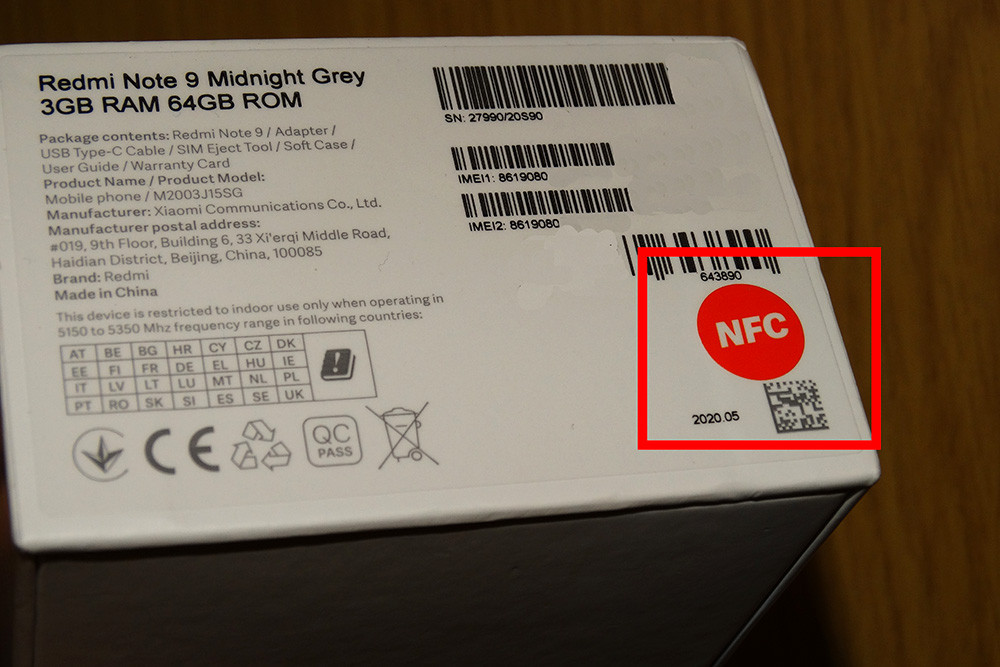 Redmi Note 9 Midnight Grey
3GB RAM 64GB ROM
Package contents: Redmi Note 9 / Adapter /
USB Type-C Cable / SIM Eject Tool / Soft Case /
User Guide / Warranty Card
Product Name / Product Model:
Mobile phone / M2003J15SG
Manufacturer: Xiaomi Communications Co., Ltd.
Manufacturer postal address:
#019, 9th Floor, Building 6, 33 Xi'erqi Middle Road,
Haidian District, Beijing, China, 100085
Brand: Redmi
Made in China
This device is restricted to indoor use only when operating in
5150 to 5350 Mhz frequency range in following countries:
AT BE BG HR CY CZ DK
EE FI FR DE EL HU IE
IT LV LT LU MT NL PL
PT RO SK SI ES SE UK
CE
QC
PASS
SN: 27990/20S90
IMEI1: 8619080
IMEI2: 8619080
643890
NFC
2020.05